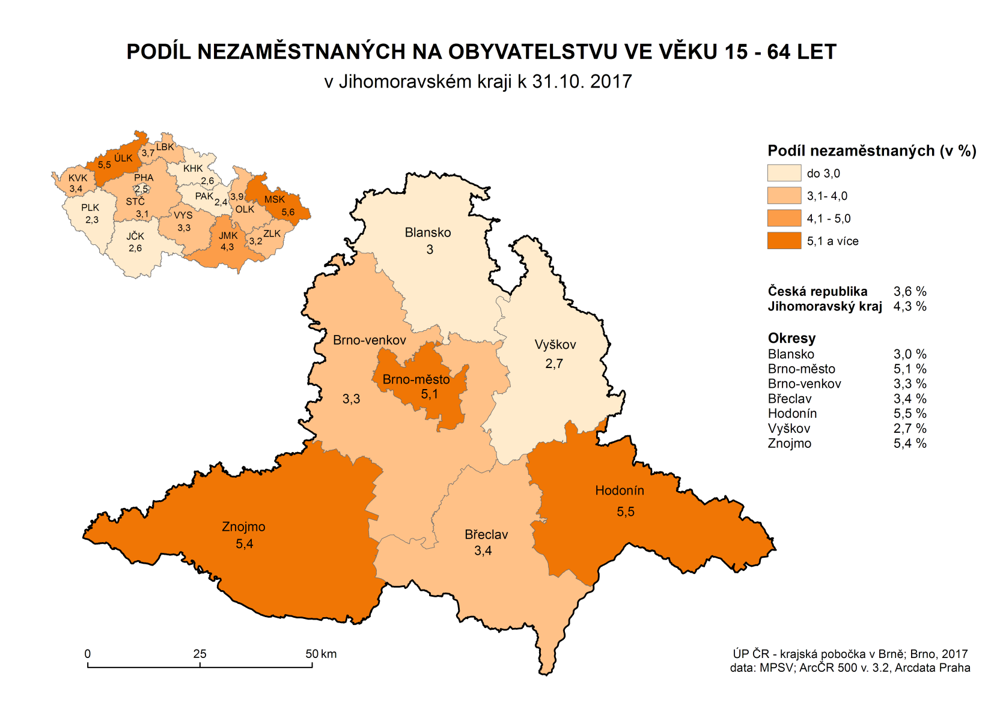 PODÍL NEZAMĚSTNANÝCH NA OBYVATELSTVU VE VĚKU 15 - 64 LET
v Jihomoravském kraji k 31.10. 2017
LBK
3,7
ÚLK
5,5
KHK
2,6
KVK
3,4
PHA
2,5
PAK
2,4
3,9
OLK
MSK
5,6
STČ
3,1
PLK
2,3
VYS
3,3
JČK
2,6
JMK
4,3
ZLK
3,2
Blansko
3
Brno-venkov
3,3
Vyškov
2,7
Brno-město
5,1
Hodonín
5,5
Znojmo
5,4
Břeclav
3,4
Podíl nezaměstnaných (v %)
do 3,0
3,1- 4,0
4,1 - 5,0
5,1 a více
Česká republika 3,6 %
Jihomoravský kraj 4,3 %
Okresy
Blansko 3,0 %
Brno-město 5,1 %
Brno-venkov 3,3 %
Břeclav 3,4 %
Hodonín 5,5 %
Vyškov 2,7 %
Znojmo 5,4 %
0 25 50 km
ÚP ČR - krajská pobočka v Brně; Brno, 2017
data: MPSV; ArcČR 500 v. 3.2, Arcdata Praha